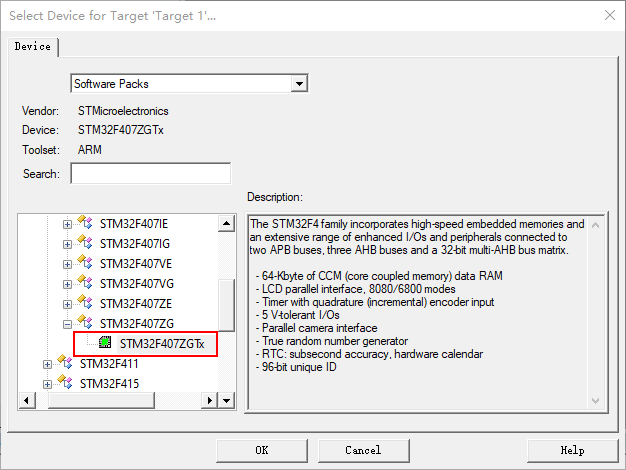 Select Device for Target 'Target 1'...
Device
Software Packs
Vendor: STMicroelectronics
Device: STM32F407ZGTx
Toolset: ARM
Search:
STM32F407IE
STM32F407IG
STM32F407VE
STM32F407VG
STM32F407ZE
STM32F407ZG
STM32F407ZGTx
STM32F411
STM32F415
Description:
The STM32F4 family incorporates high-speed embedded memories and
an extensive range of enhanced I/Os and peripherals connected to
two APB buses, three AHB buses and a 32-bit multi-AHB bus matrix.
- 64-Kbyte of CCM (core coupled memory) data RAM
- LCD parallel interface, 8080/6800 modes
- Timer with quadrature (incremental) encoder input
- 5 V-tolerant I/Os
- Parallel camera interface
- True random number generator
- RTC: subsecond accuracy, hardware calendar
- 96-bit unique ID
OK
Cancel
Help